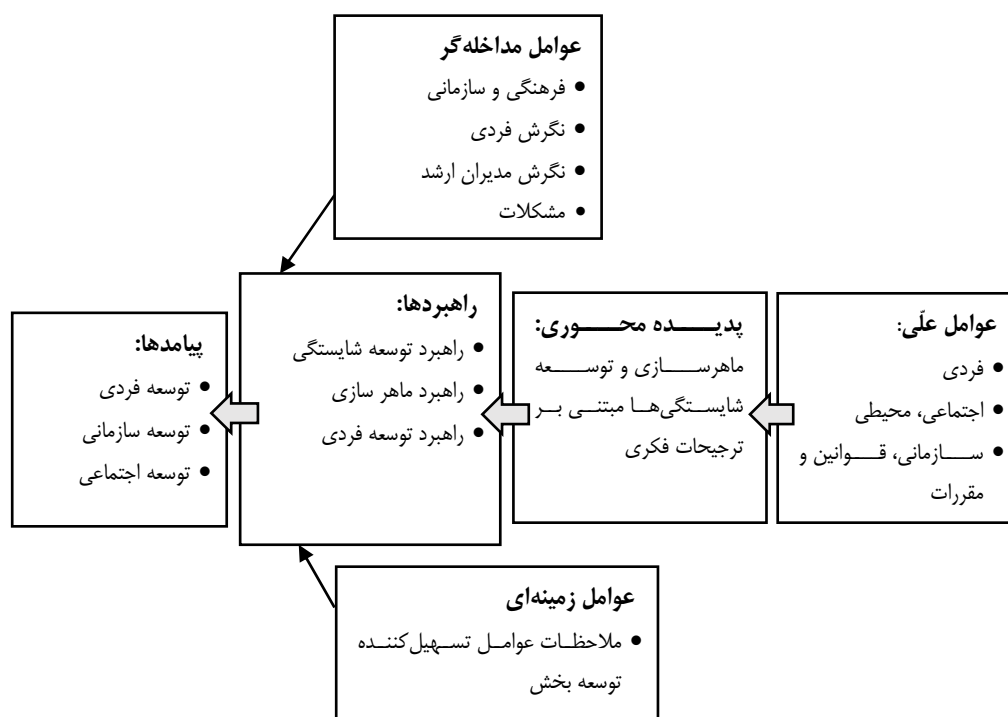 عوامل مداخله‌گر
• فرهنگی و سازمانی
• نگرش فردی
• نگرش مدیران ارشد
• مشکلات
عوامل علّی:
• فردی
• اجتماعی، محیطی
• سازمانی، قوانین و
مقررات
پدیده محوری:
ماهرسازی و توسعه
شایستگی‌ها مبتنی بر
ترجیحات فکری
راهبردها:
• راهبرد توسعه شایستگی
• راهبرد ماهر سازی
• راهبرد توسعه فردی
پیامدها:
• توسعه فردی
• توسعه سازمانی
• توسعه اجتماعی
عوامل زمینه‌ای
• ملاحظات عوامل تسهیل‌کننده
توسعه بخش